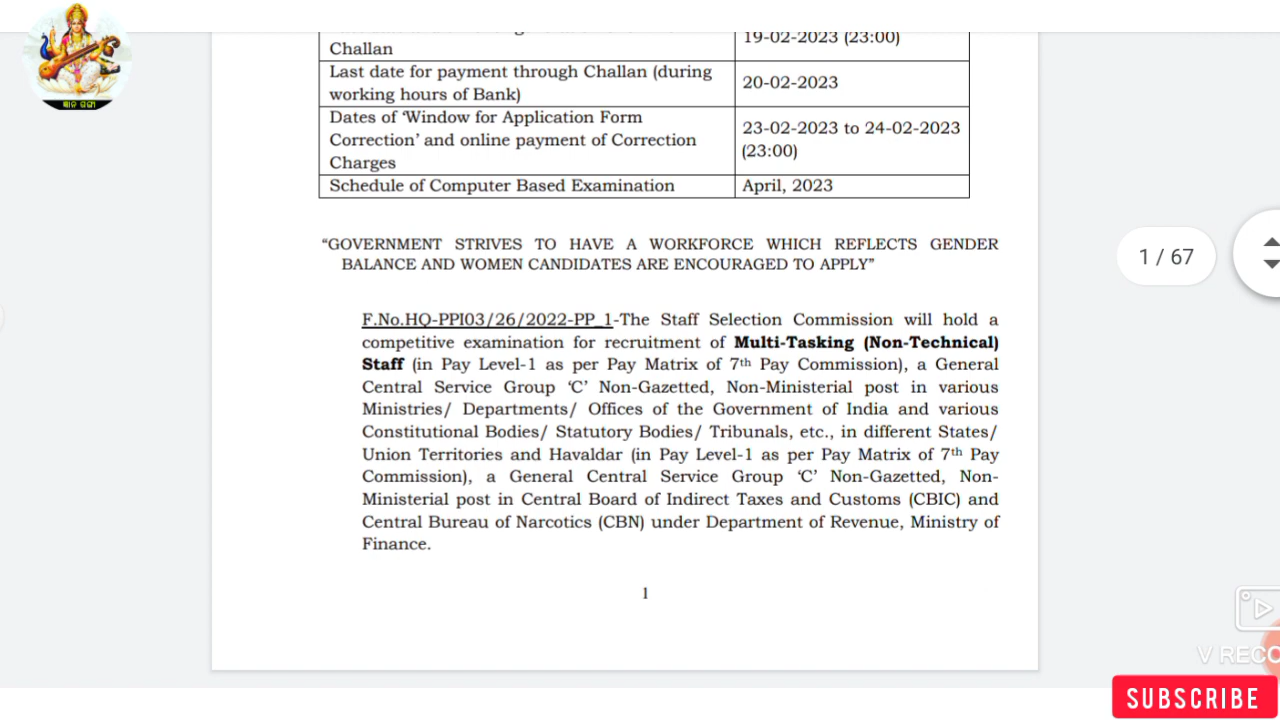 19-02-2023 (23:00)
Challan
Last date for payment through Challan (during
working hours of Bank)
20-02-2023
Dates of ‘Window for Application Form
Correction’ and online payment of Correction
Charges
23-02-2023 to 24-02-2023
(23:00)
Schedule of Computer Based Examination
April, 2023
“GOVERNMENT STRIVES TO HAVE A WORKFORCE WHICH REFLECTS GENDER
BALANCE AND WOMEN CANDIDATES ARE ENCOURAGED TO APPLY”
1 / 67
F.No.HQ-PPI03/26/2022-PP_1-The Staff Selection Commission will hold a
competitive examination for recruitment of Multi-Tasking (Non-Technical)
Staff (in Pay Level-1 as per Pay Matrix of 7th Pay Commission), a General
Central Service Group ‘C’ Non-Gazetted, Non-Ministerial post in various
Ministries/ Departments/ Offices of the Government of India and various
Constitutional Bodies/ Statutory Bodies/ Tribunals, etc., in different States/
Union Territories and Havaldar (in Pay Level-1 as per Pay Matrix of 7th Pay
Commission), a General Central Service Group ‘C’ Non-Gazetted, Non-
Ministerial post in Central Board of Indirect Taxes and Customs (CBIC) and
Central Bureau of Narcotics (CBN) under Department of Revenue, Ministry of
Finance.
1
V RECO
SUBSCRIBE
ଜ୍ଞାନ ଗଙ୍ଗା